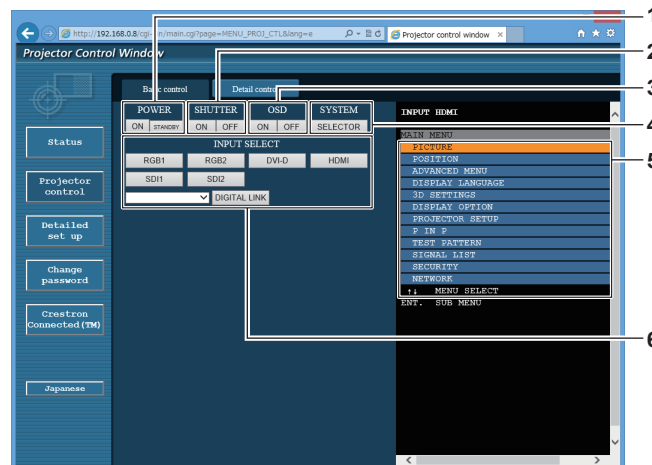 http://192.168.0.8/cgi-bin/main.cgi?page=MENU_PROJ_CTL&lang=e
Projector control window
Projector Control Window
1
2
3
4
5
6
Basic control
Detail control
POWER
SHUTTER
OSD
SYSTEM
ON
STANDBY
ON
OFF
ON
OFF
SELECTOR
INPUT SELECT
RGB1
RGB2
DVI-D
HDMI
SDI1
SDI2
DIGITAL LINK
Status
Projector
control
Detailed
set up
Change
password
Crestron
Connected(TM)
Japanese
INPUT HDMI
MAIN MENU
PICTURE
POSITION
ADVANCED MENU
DISPLAY LANGUAGE
3D SETTINGS
DISPLAY OPTION
PROJECTOR SETUP
P IN P
TEST PATTERN
SIGNAL LIST
SECURITY
NETWORK
↑↓ MENU SELECT
ENT. SUB MENU